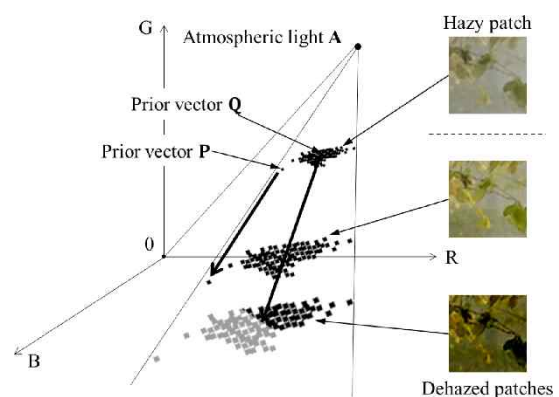 Hazy patch
G
Atmospheric light A
Prior vector Q
Prior vector P
0
R
B
Dehazed patches